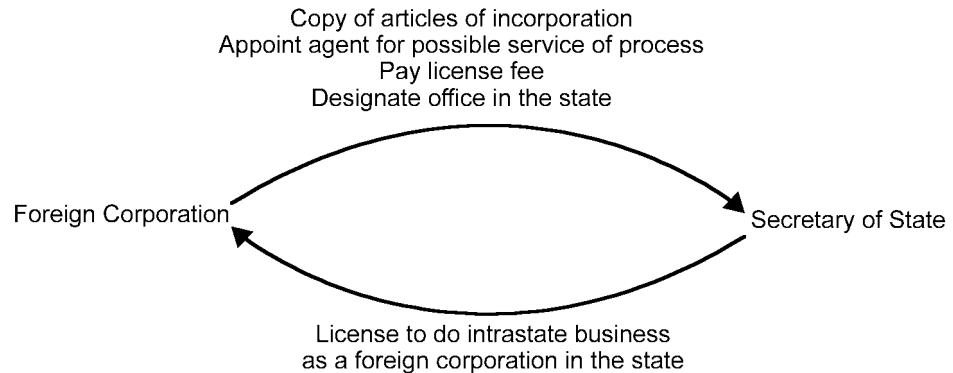 Copy of articles of incorporation
Appoint agent for possible service of process
Pay license fee
Designate office in the state
Foreign Corporation
Secretary of State
License to do intrastate business
as a foreign corporation in the state